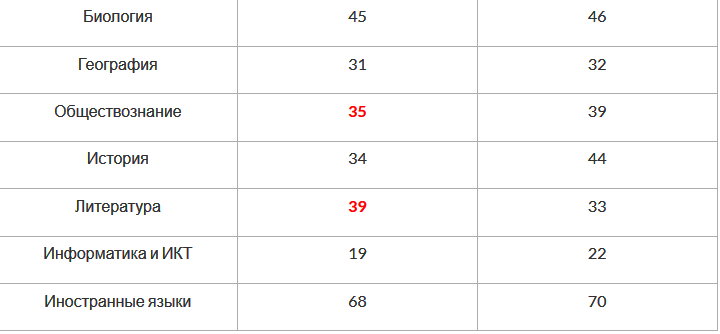 Биология 45 46
География 31 32
Обществознание 35 39
История 34 44
Литература 39 33
Информатика и ИКТ 19 22
Иностранные языки 68 70